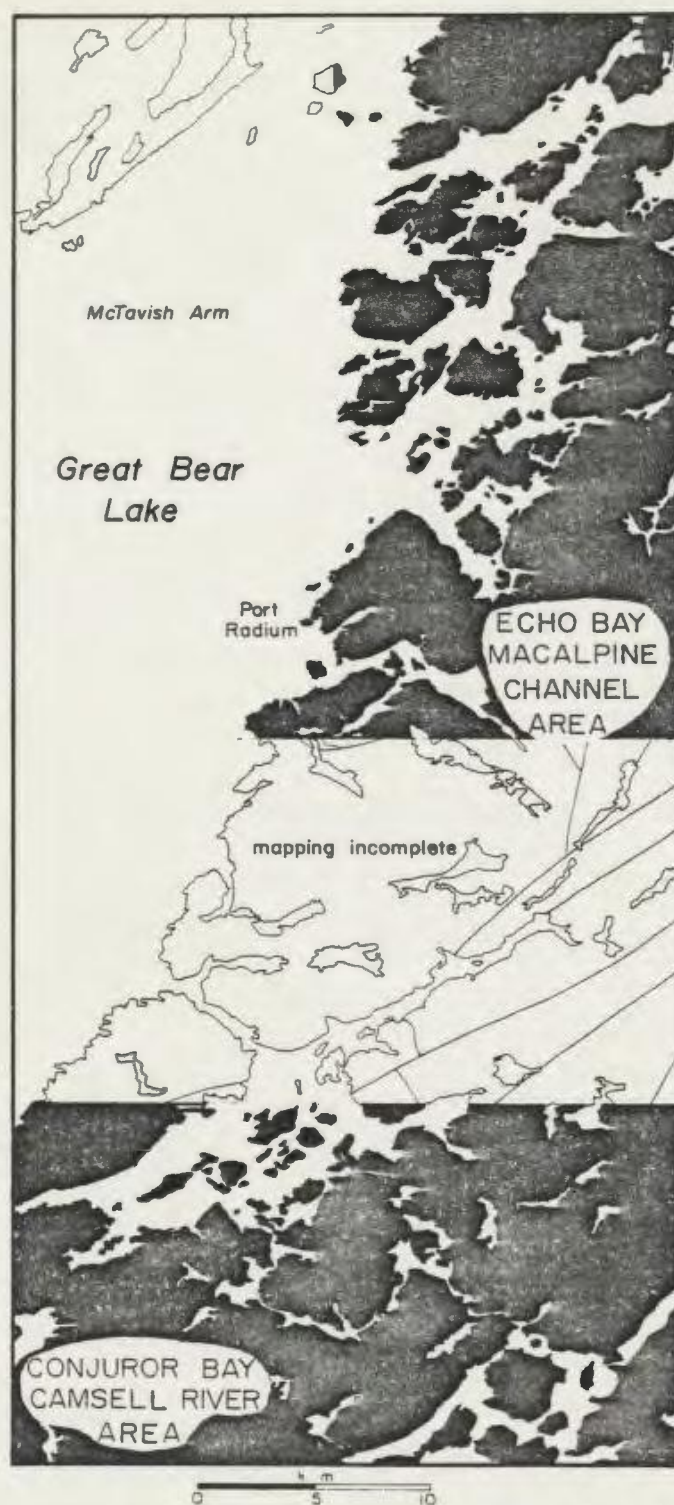 McTavish Arm
Great Bear
Lake
Port
Radium
ECHO BAY
MACALPINE
CHANNEL
AREA
mapping incomplete
CONJUROR BAY
CAMSELL RIVER
AREA
km
0 5 10